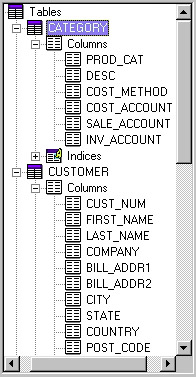 Tables
CATEGORY
Columns
PROD_CAT
DESC
COST_METHOD
COST_ACCOUNT
SALE_ACCOUNT
INV_ACCOUNT
Indices
CUSTOMER
Columns
CUST_NUM
FIRST_NAME
LAST_NAME
COMPANY
BILL_ADDR1
BILL_ADDR2
CITY
STATE
COUNTRY
POST_CODE